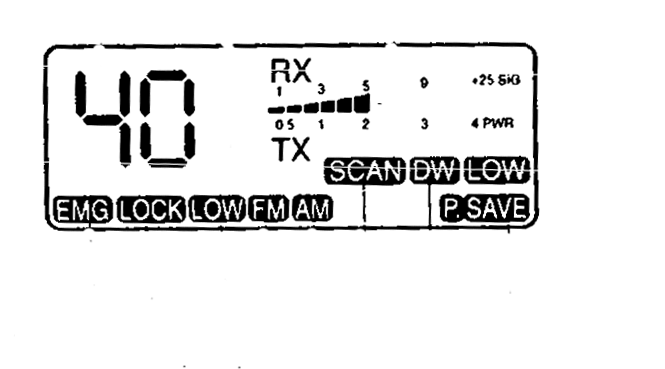 40
RX
1 3 5 9 +25 SIG
0 5 1 2 3 4 PWR
TX
SCAN DW LOW
EMG LOCK LOW FM AM P. SAVE